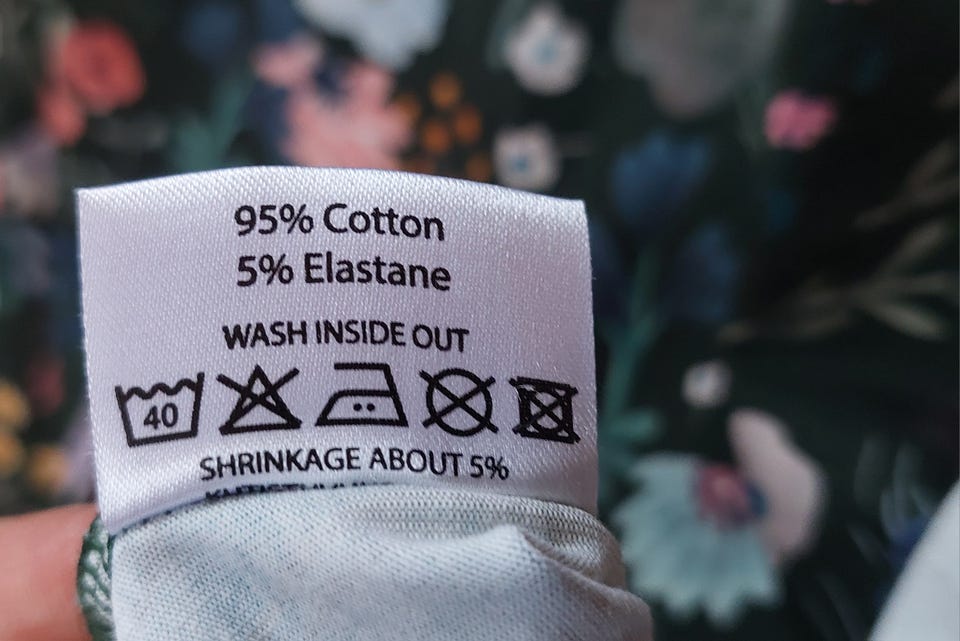 95% Cotton
5% Elastane
WASH INSIDE OUT
40
SHRINKAGE ABOUT 5%